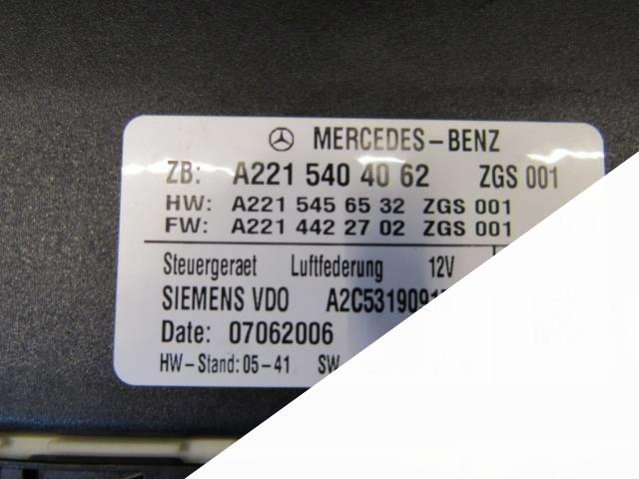 MERCEDES-BENZ
ZB: A221 540 40 62 ZGS 001
HW: A221 545 65 32 ZGS 001
FW: A221 442 27 02 ZGS 001
Steuergeraet Luftfederung 12V
SIEMENS VDO
Date: 07062006
HW-Stand: 05-41 SW